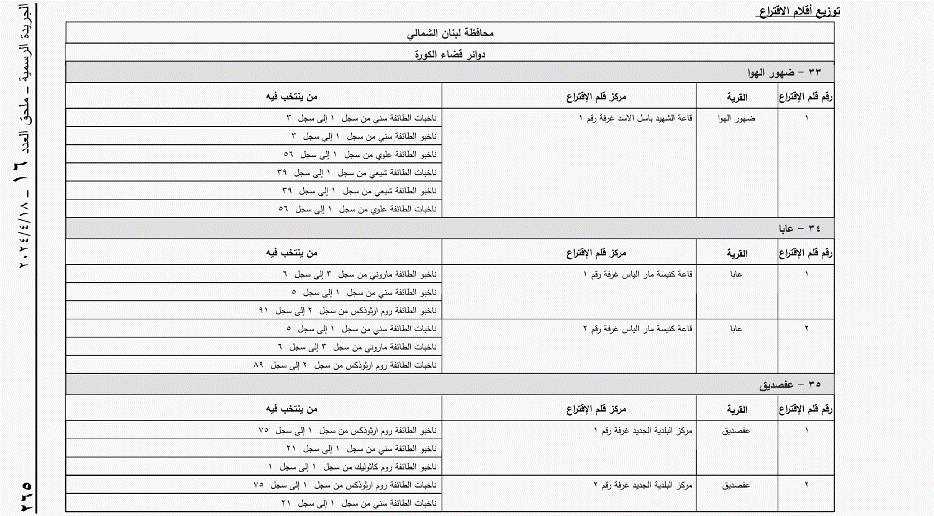 توزيع أقلام الاقتراع
محافظة لبنان الشمالي
دوائر قضاء الكورة
٣٣ - ضهور الهوا
رقم قلم الإقتراع القرية مركز قلم الإقتراع من ينتخب فيه
١ ضهور الهوا قاعة الشهيد باسل الاسد غرفة رقم ١ ناخبات الطائفة سني من سجل ١ إلى سجل ٣
ناخبو الطائفة سني من سجل ١ إلى سجل ٣
ناخبو الطائفة علوي من سجل ١ إلى سجل ٥٦
ناخبات الطائفة شيعي من سجل ١ إلى سجل ٣٩
ناخبو الطائفة شيعي من سجل ١ إلى سجل ٣٩
ناخبات الطائفة علوي من سجل ١ إلى سجل ٥٦
٣٤ - عابا
رقم قلم الإقتراع القرية مركز قلم الإقتراع من ينتخب فيه
١ عابا قاعة كنيسة مار الياس غرفة رقم ١ ناخبو الطائفة ماروني من سجل ٣ إلى سجل ٦
ناخبو الطائفة سني من سجل ١ إلى سجل ٥
ناخبو الطائفة روم ارثوذكس من سجل ٢ إلى سجل ٩١
٢ عابا قاعة كنيسة مار الياس غرفة رقم ٢ ناخبات الطائفة سني من سجل ١ إلى سجل ٥
ناخبات الطائفة ماروني من سجل ٣ إلى سجل ٦
ناخبات الطائفة روم ارثوذكس من سجل ٢ إلى سجل ٨٩
٣٥ - عفصديق
رقم قلم الإقتراع القرية مركز قلم الإقتراع من ينتخب فيه
١ عفصديق مركز البلدية الجديد غرفة رقم ١ ناخبو الطائفة روم ارثوذكس من سجل ١ إلى سجل ٧٥
ناخبو الطائفة سني من سجل ١ إلى سجل ٢١
ناخبو الطائفة روم كاثوليك من سجل ١ إلى سجل ١
٢ عفصديق مركز البلدية الجديد غرفة رقم ٢ ناخبات الطائفة روم ارثوذكس من سجل ١ إلى سجل ٧٥
ناخبات الطائفة سني من سجل ١ إلى سجل ٢١
الجريدة الرسمية – ملحق العدد ١٦ – ٢٠٢٤/٤/١٨
٢٦٥